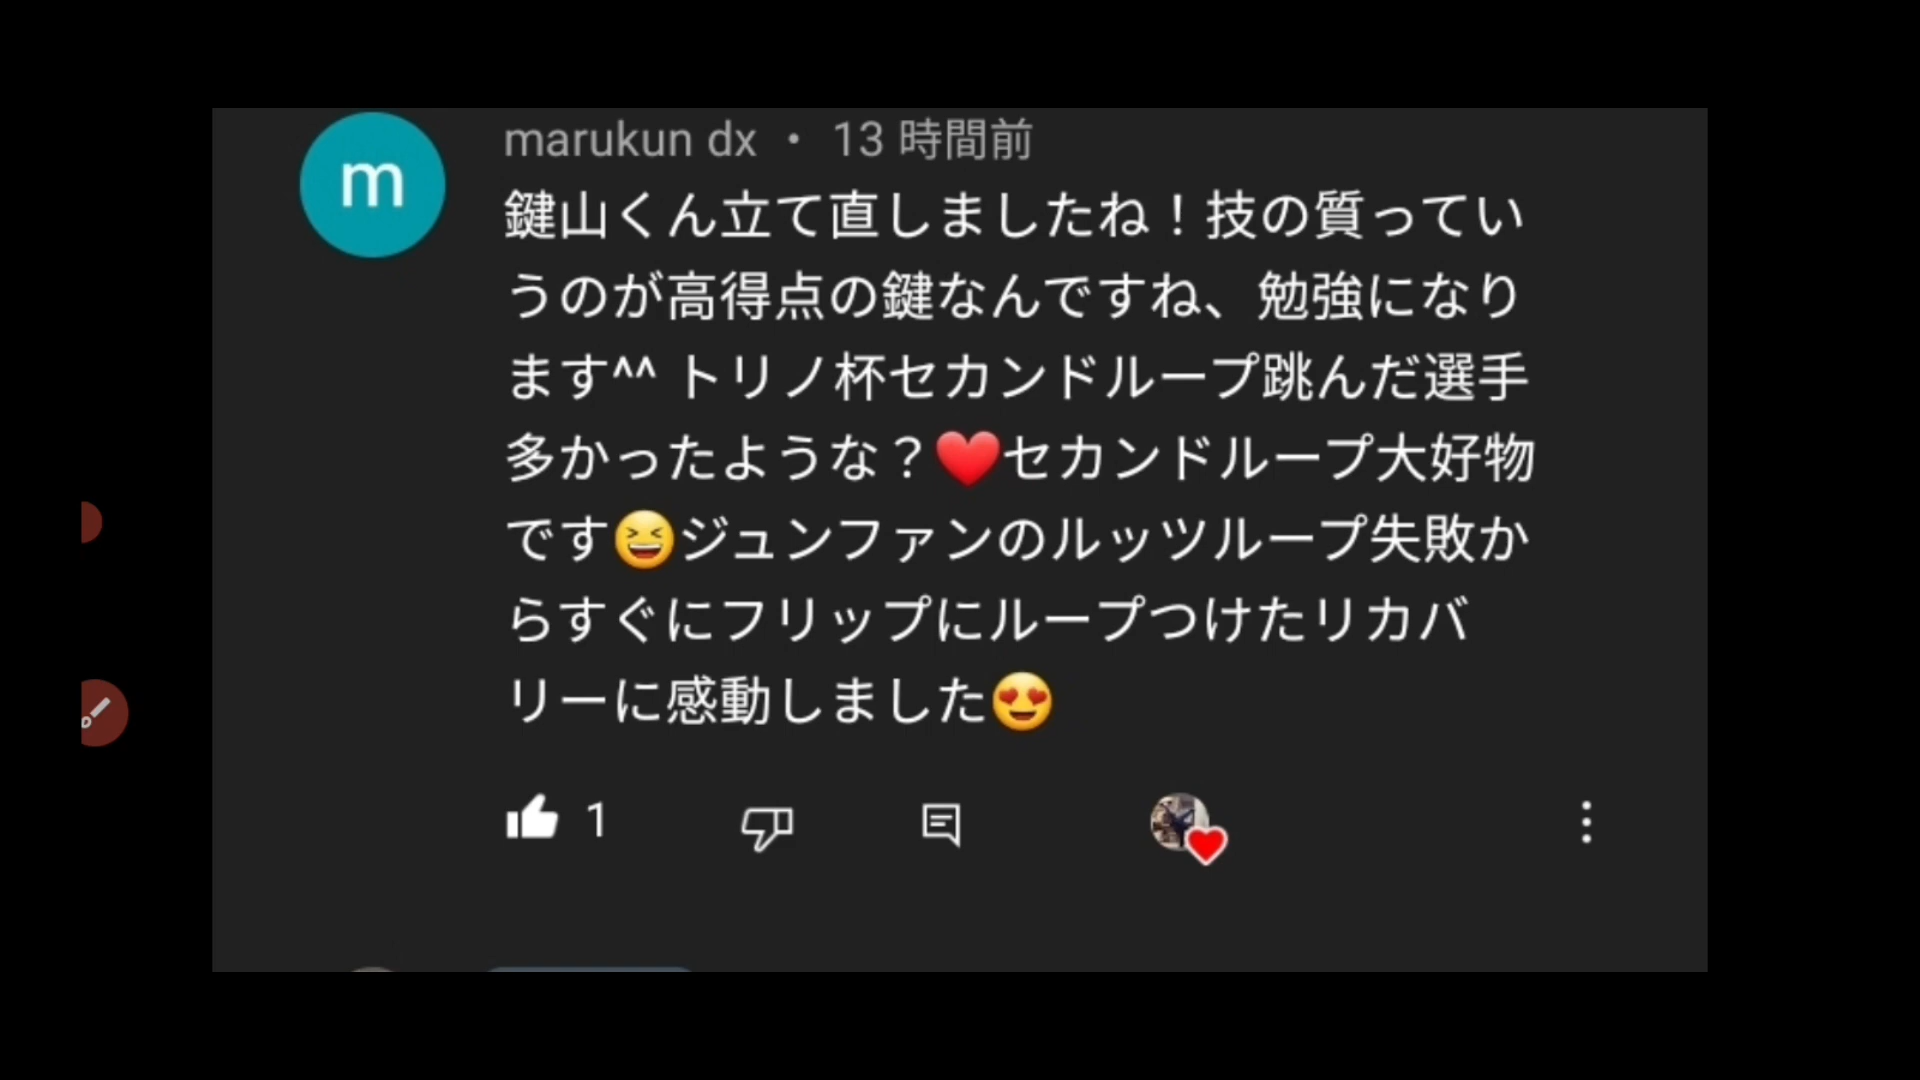 m
marukun dx ・ 13 時間前
鍵山くん立て直しましたね！技の質ってい
うのが高得点の鍵なんですね、勉強になり
ます^^ トリノ杯セカンドループ跳んだ選手
多かったような？❤️セカンドループ大好物
です😆ジュンファンのルッツループ失敗か
らすぐにフリップにループつけたリカバ
リーに感動しました😍
1